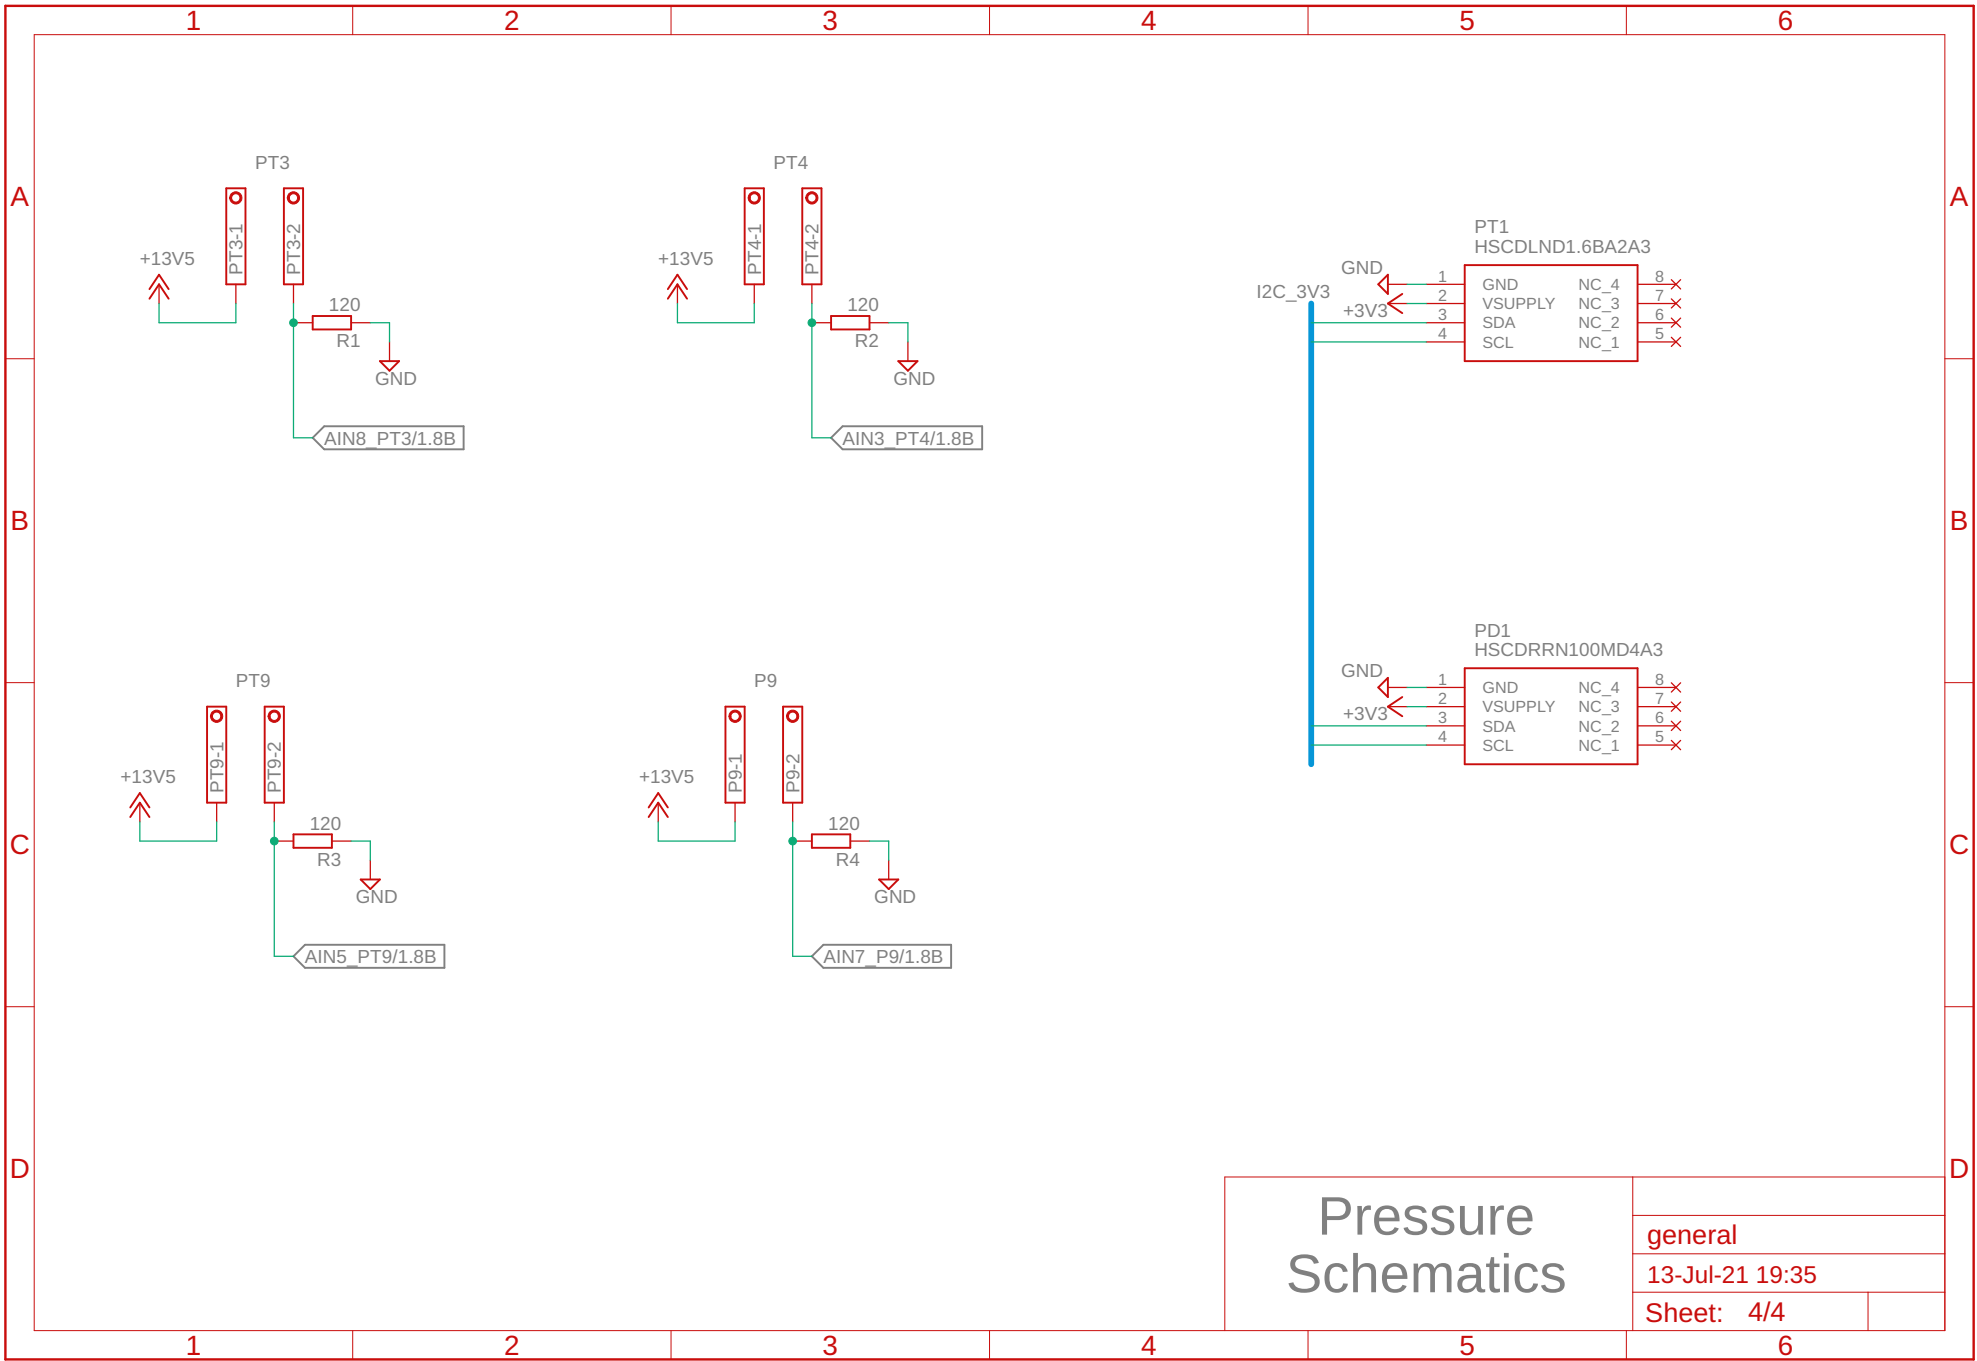 1 2 3 4 5 6
A A
PT3
PT3-1
PT3-2
+13V5
120
R1
GND
AIN8_PT3/1.8B
PT4
PT4-1
PT4-2
+13V5
120
R2
GND
AIN3_PT4/1.8B
PT1
HSCDLND1.6BA2A3
I2C_3V3
GND
+3V3
1 GND NC_4 8
2 VSUPPLY NC_3 7
3 SDA NC_2 6
4 SCL NC_1 5
B B
PT9
PT9-1
PT9-2
+13V5
120
R3
GND
AIN5_PT9/1.8B
P9
P9-1
P9-2
+13V5
120
R4
GND
AIN7_P9/1.8B
PD1
HSCDRRN100MD4A3
GND
+3V3
1 GND NC_4 8
2 VSUPPLY NC_3 7
3 SDA NC_2 6
4 SCL NC_1 5
C C
D D
Pressure
Schematics
general
13-Jul-21 19:35
Sheet: 4/4
1 2 3 4 5 6